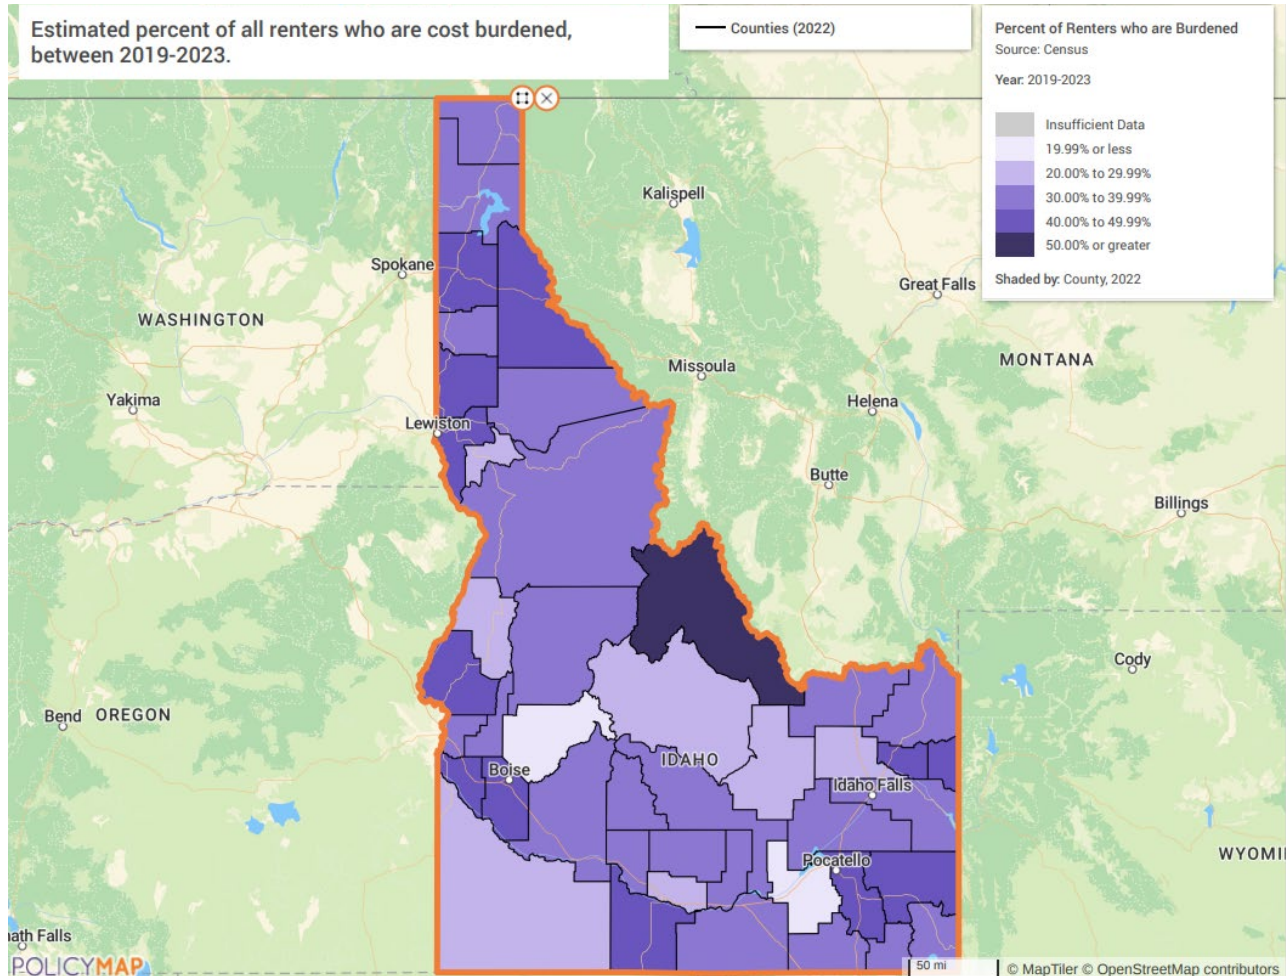 Estimated percent of all renters who are cost burdened,
between 2019-2023.
Counties (2022)
Percent of Renters who are Burdened
Source: Census
Year: 2019-2023
Insufficient Data
19.99% or less
20.00% to 29.99%
30.00% to 39.99%
40.00% to 49.99%
50.00% or greater
Shaded by: County, 2022
Kalispell
Spokane
Great Falls
WASHINGTON
MONTANA
Missoula
Yakima
Helena
Lewiston
Butte
Billings
Cody
Bend OREGON
IDAHO
Boise
Idaho Falls
Pocatello
WYOMI
nath Falls
POLICYMAP
50 mi
© MapTiler © OpenStreetMap contributors